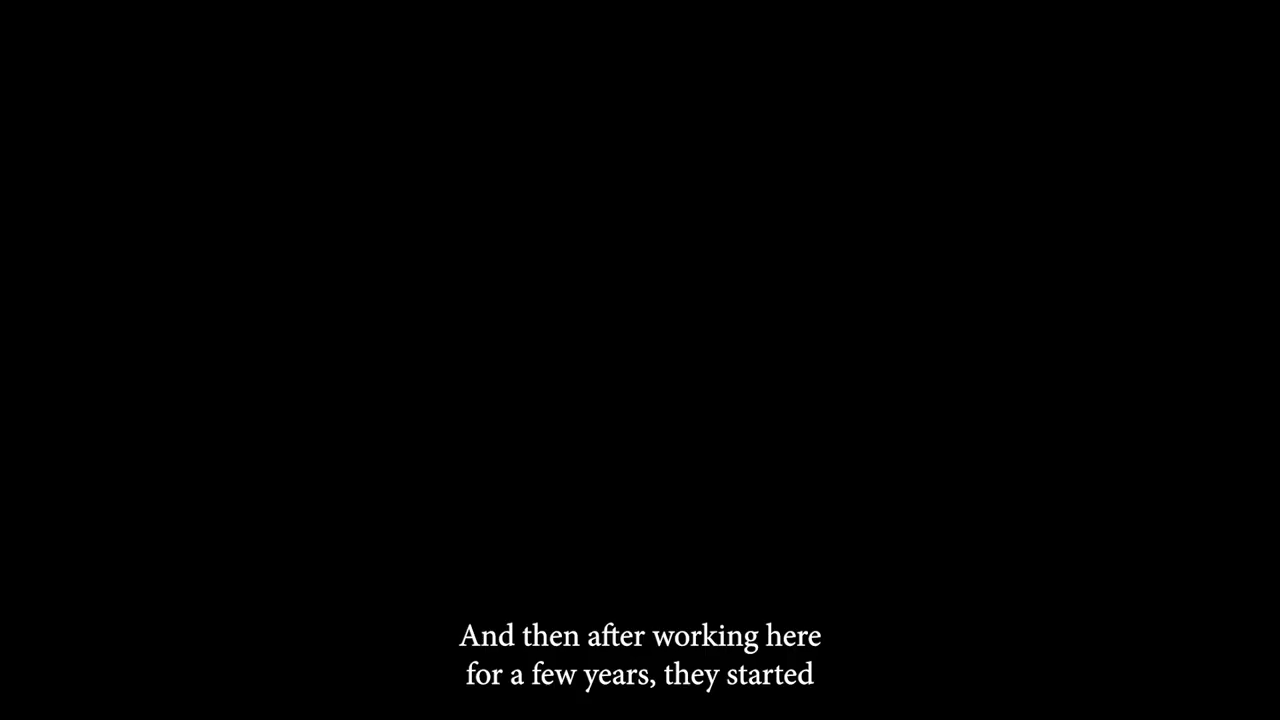 And then after working here
for a few years, they started